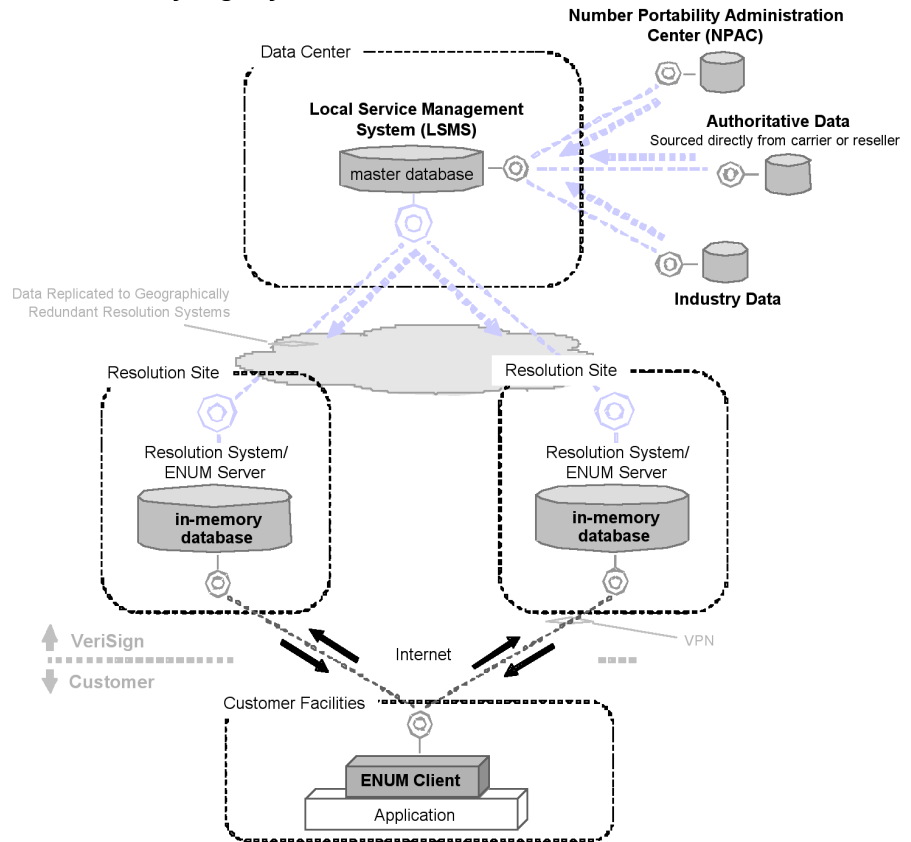 Number Portability Administration
Center (NPAC)
Data Center
Local Service Management
System (LSMS)
master database
Authoritative Data
Sourced directly from carrier or reseller
Industry Data
Data Replicated to Geographically
Redundant Resolution Systems
Resolution Site
Resolution Site
Resolution System/
ENUM Server
in-memory
database
Resolution System/
ENUM Server
in-memory
database
VeriSign
Customer
Internet
VPN
Customer Facilities
ENUM Client
Application